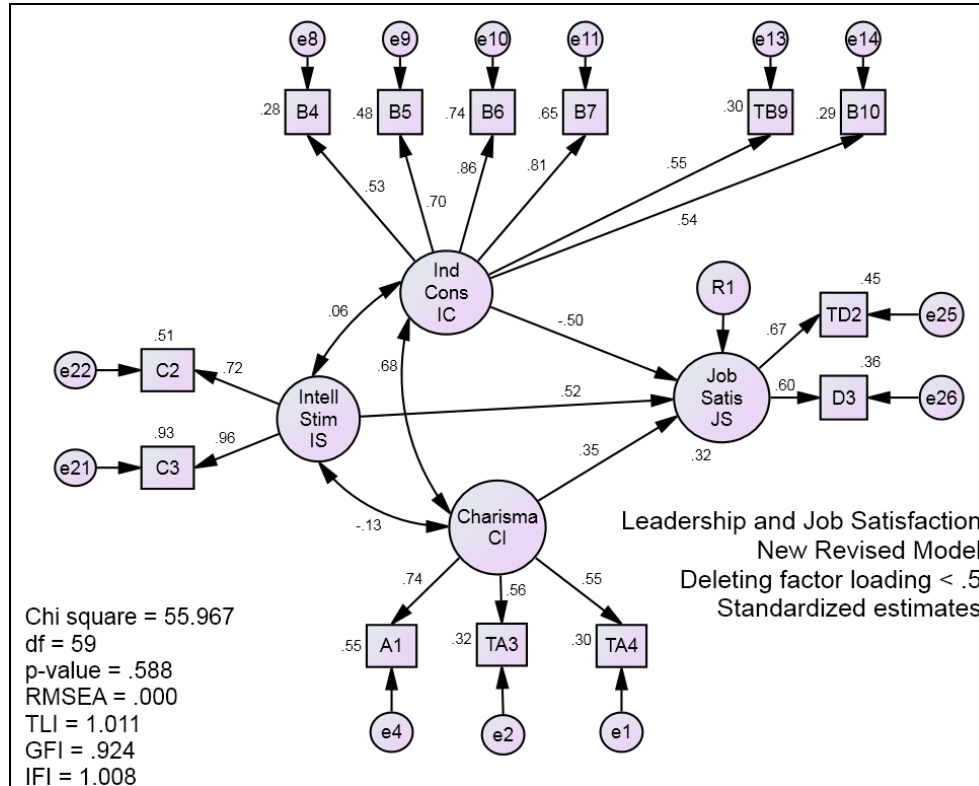 e8
e9
e10
e11
e13
e14
.28
B4
.48
B5
.74
B6
.65
B7
.30
TB9
.29
B10
.53
.70
.86
.81
.55
.54
Ind
Cons
IC
R1
.45
TD2
e25
.06
-.50
.67
.51
e22
C2
.72
.68
.36
Intell
Stim
IS
.52
Job
Satis
JS
.60
D3
e26
.93
.96
e21
C3
.35
.32
-.13
Charisma
CI
Leadership and Job Satisfaction
New Revised Model
Deleting factor loading < .5
Standardized estimates
.74
.56
.55
Chi square = 55.967
df = 59
p-value = .588
RMSEA = .000
TLI = 1.011
GFI = .924
IFI = 1.008
.55
A1
.32
TA3
.30
TA4
e4
e2
e1